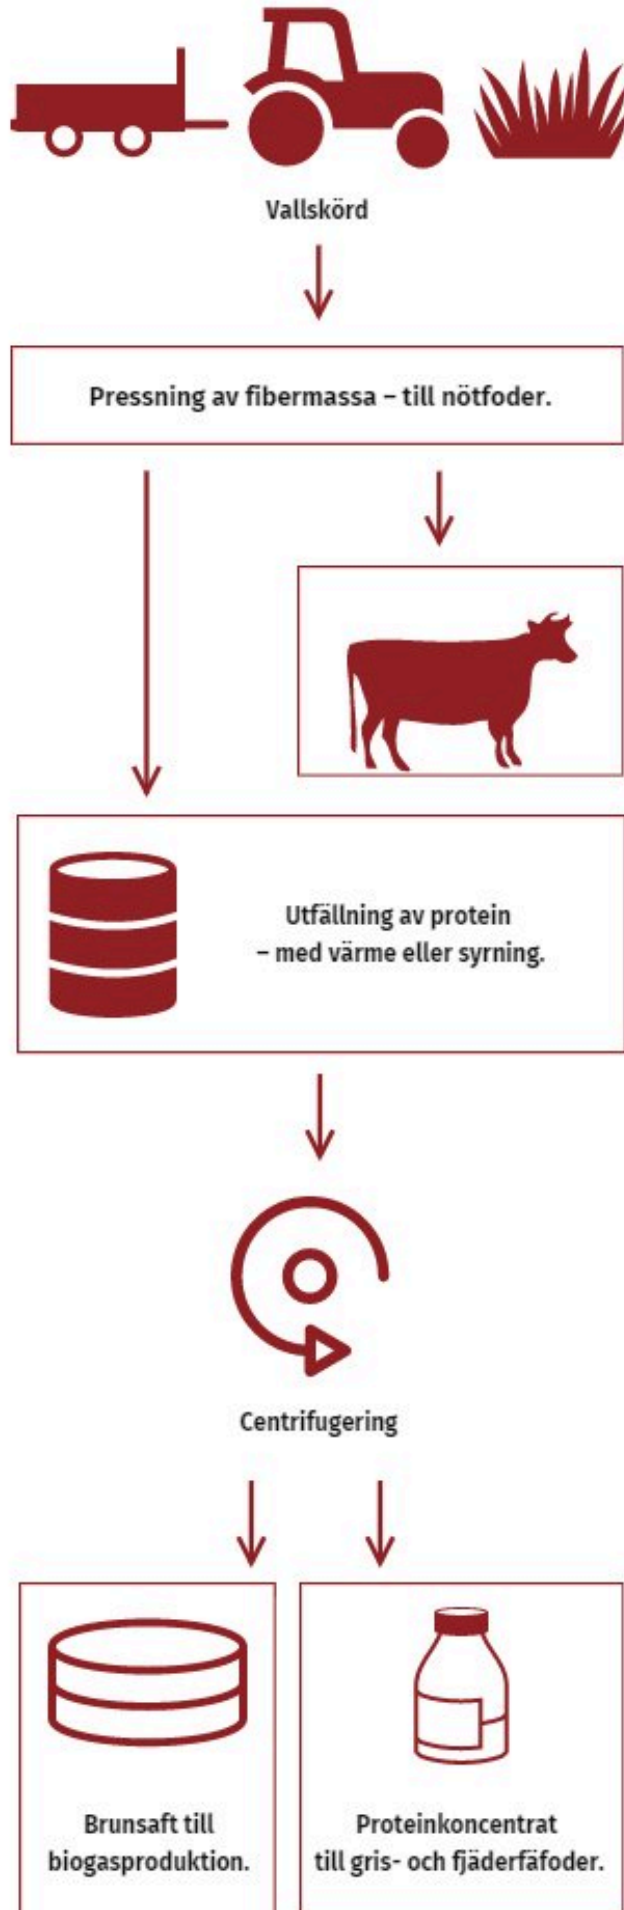 Vallskörd
Pressning av fibermassa – till nötfoder.
Utfällning av protein
– med värme eller syrning.
Centrifugering
Brunsaft till
biogasproduktion.
Proteinkoncentrat
till gris- och fjäderfäfoder.